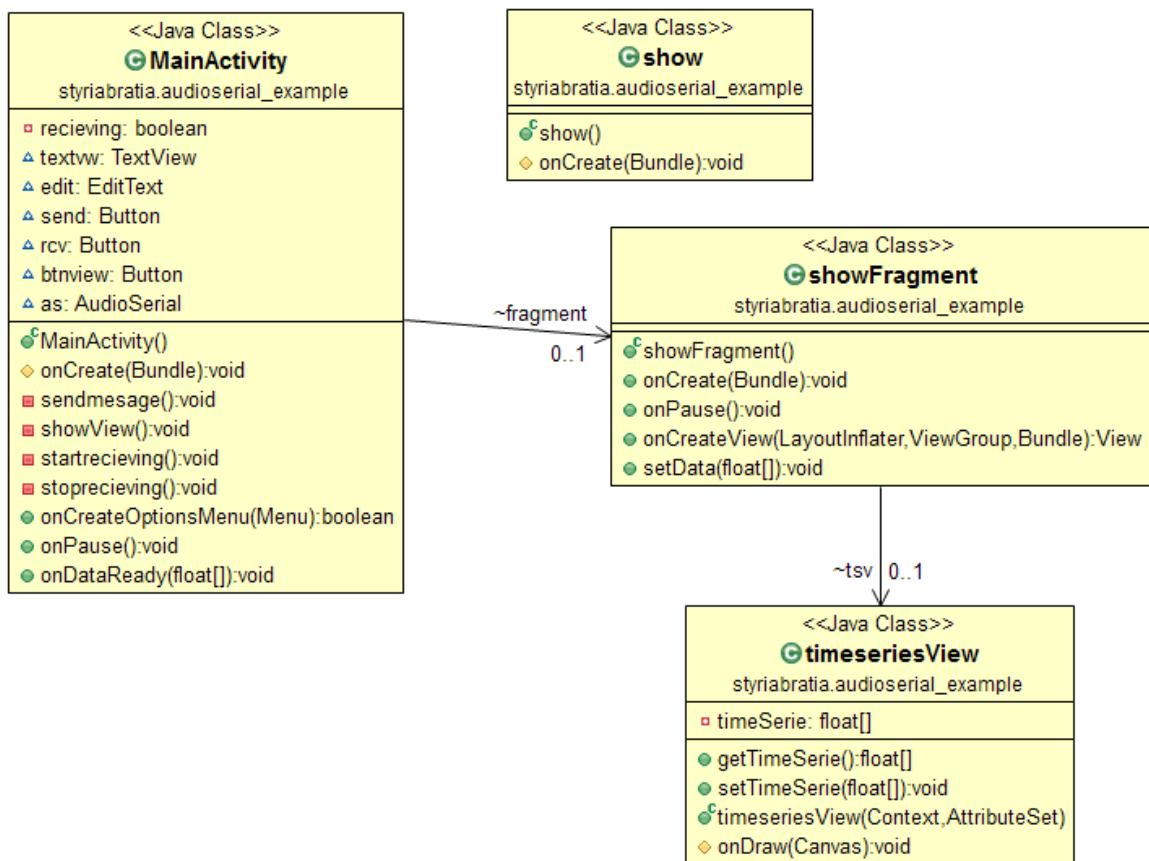 <<Java Class>>
MainActivity
styriabratia.audioserial_example
recieving: boolean
textvw: TextView
edit: EditText
send: Button
rcv: Button
btnview: Button
as: AudioSerial
MainActivity()
onCreate(Bundle):void
sendmesage():void
showView():void
startrecieving():void
stoprecieving():void
onCreateOptionsMenu(Menu):boolean
onPause():void
onDataReady(float[]):void
<<Java Class>>
show
styriabratia.audioserial_example
show()
onCreate(Bundle):void
~fragment
0..1
<<Java Class>>
showFragment
styriabratia.audioserial_example
showFragment()
onCreate(Bundle):void
onPause():void
onCreateView(LayoutInflater,ViewGroup,Bundle):View
setData(float[]):void
~tsv 0..1
<<Java Class>>
timeseriesView
styriabratia.audioserial_example
timeSerie: float[]
getTimeSerie():float[]
setTimeSerie(float[]):void
timeseriesView(Context,AttributeSet)
onDraw(Canvas):void